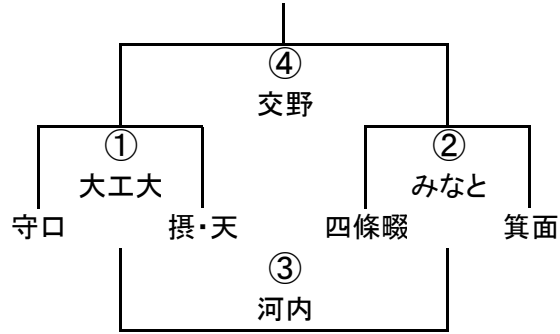 ④
交野
① ②
大工大 みなと
守口 摂・天 四條畷 箕面
③
河内